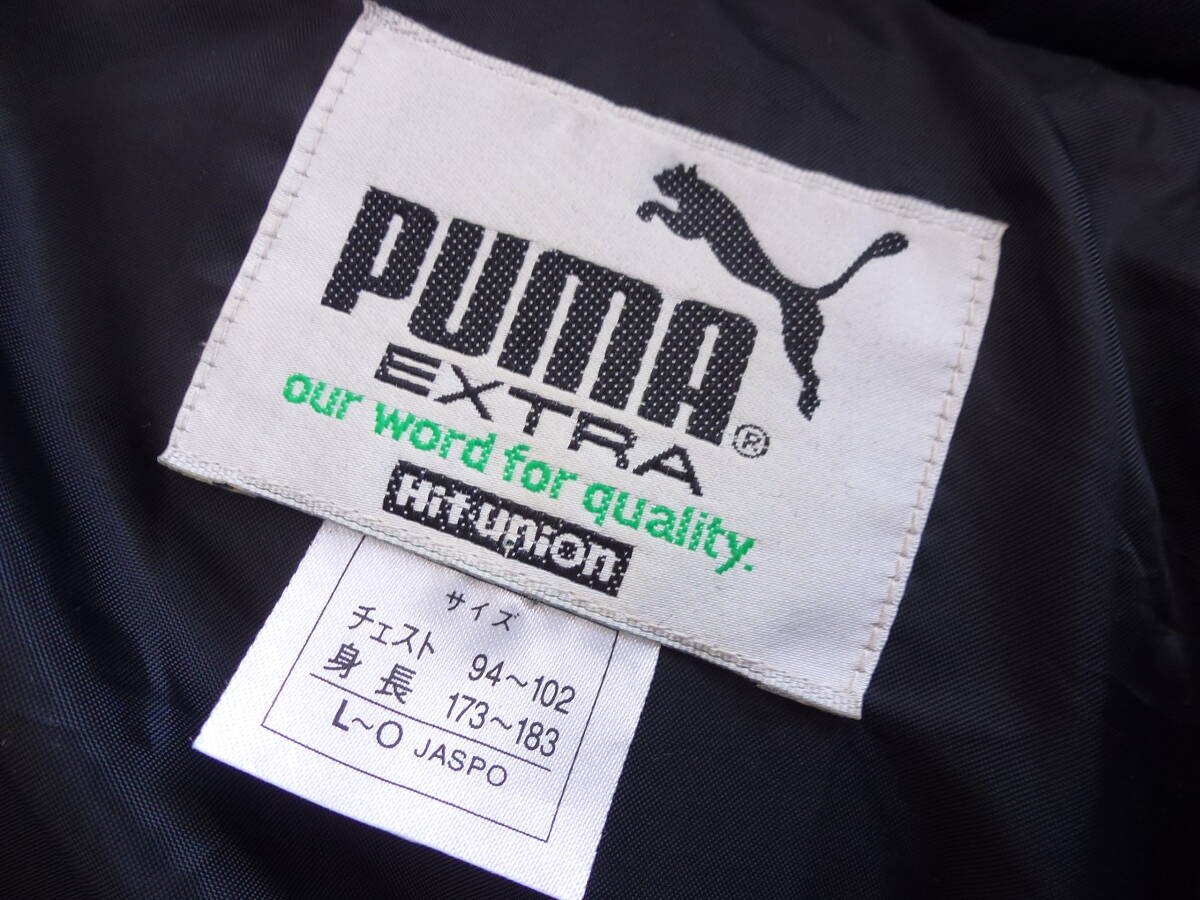 PUMA®
EXTRA
our word for quality.
Hit union
サイズ
チェスト 94～102
身長 173～183
L～O JASPO